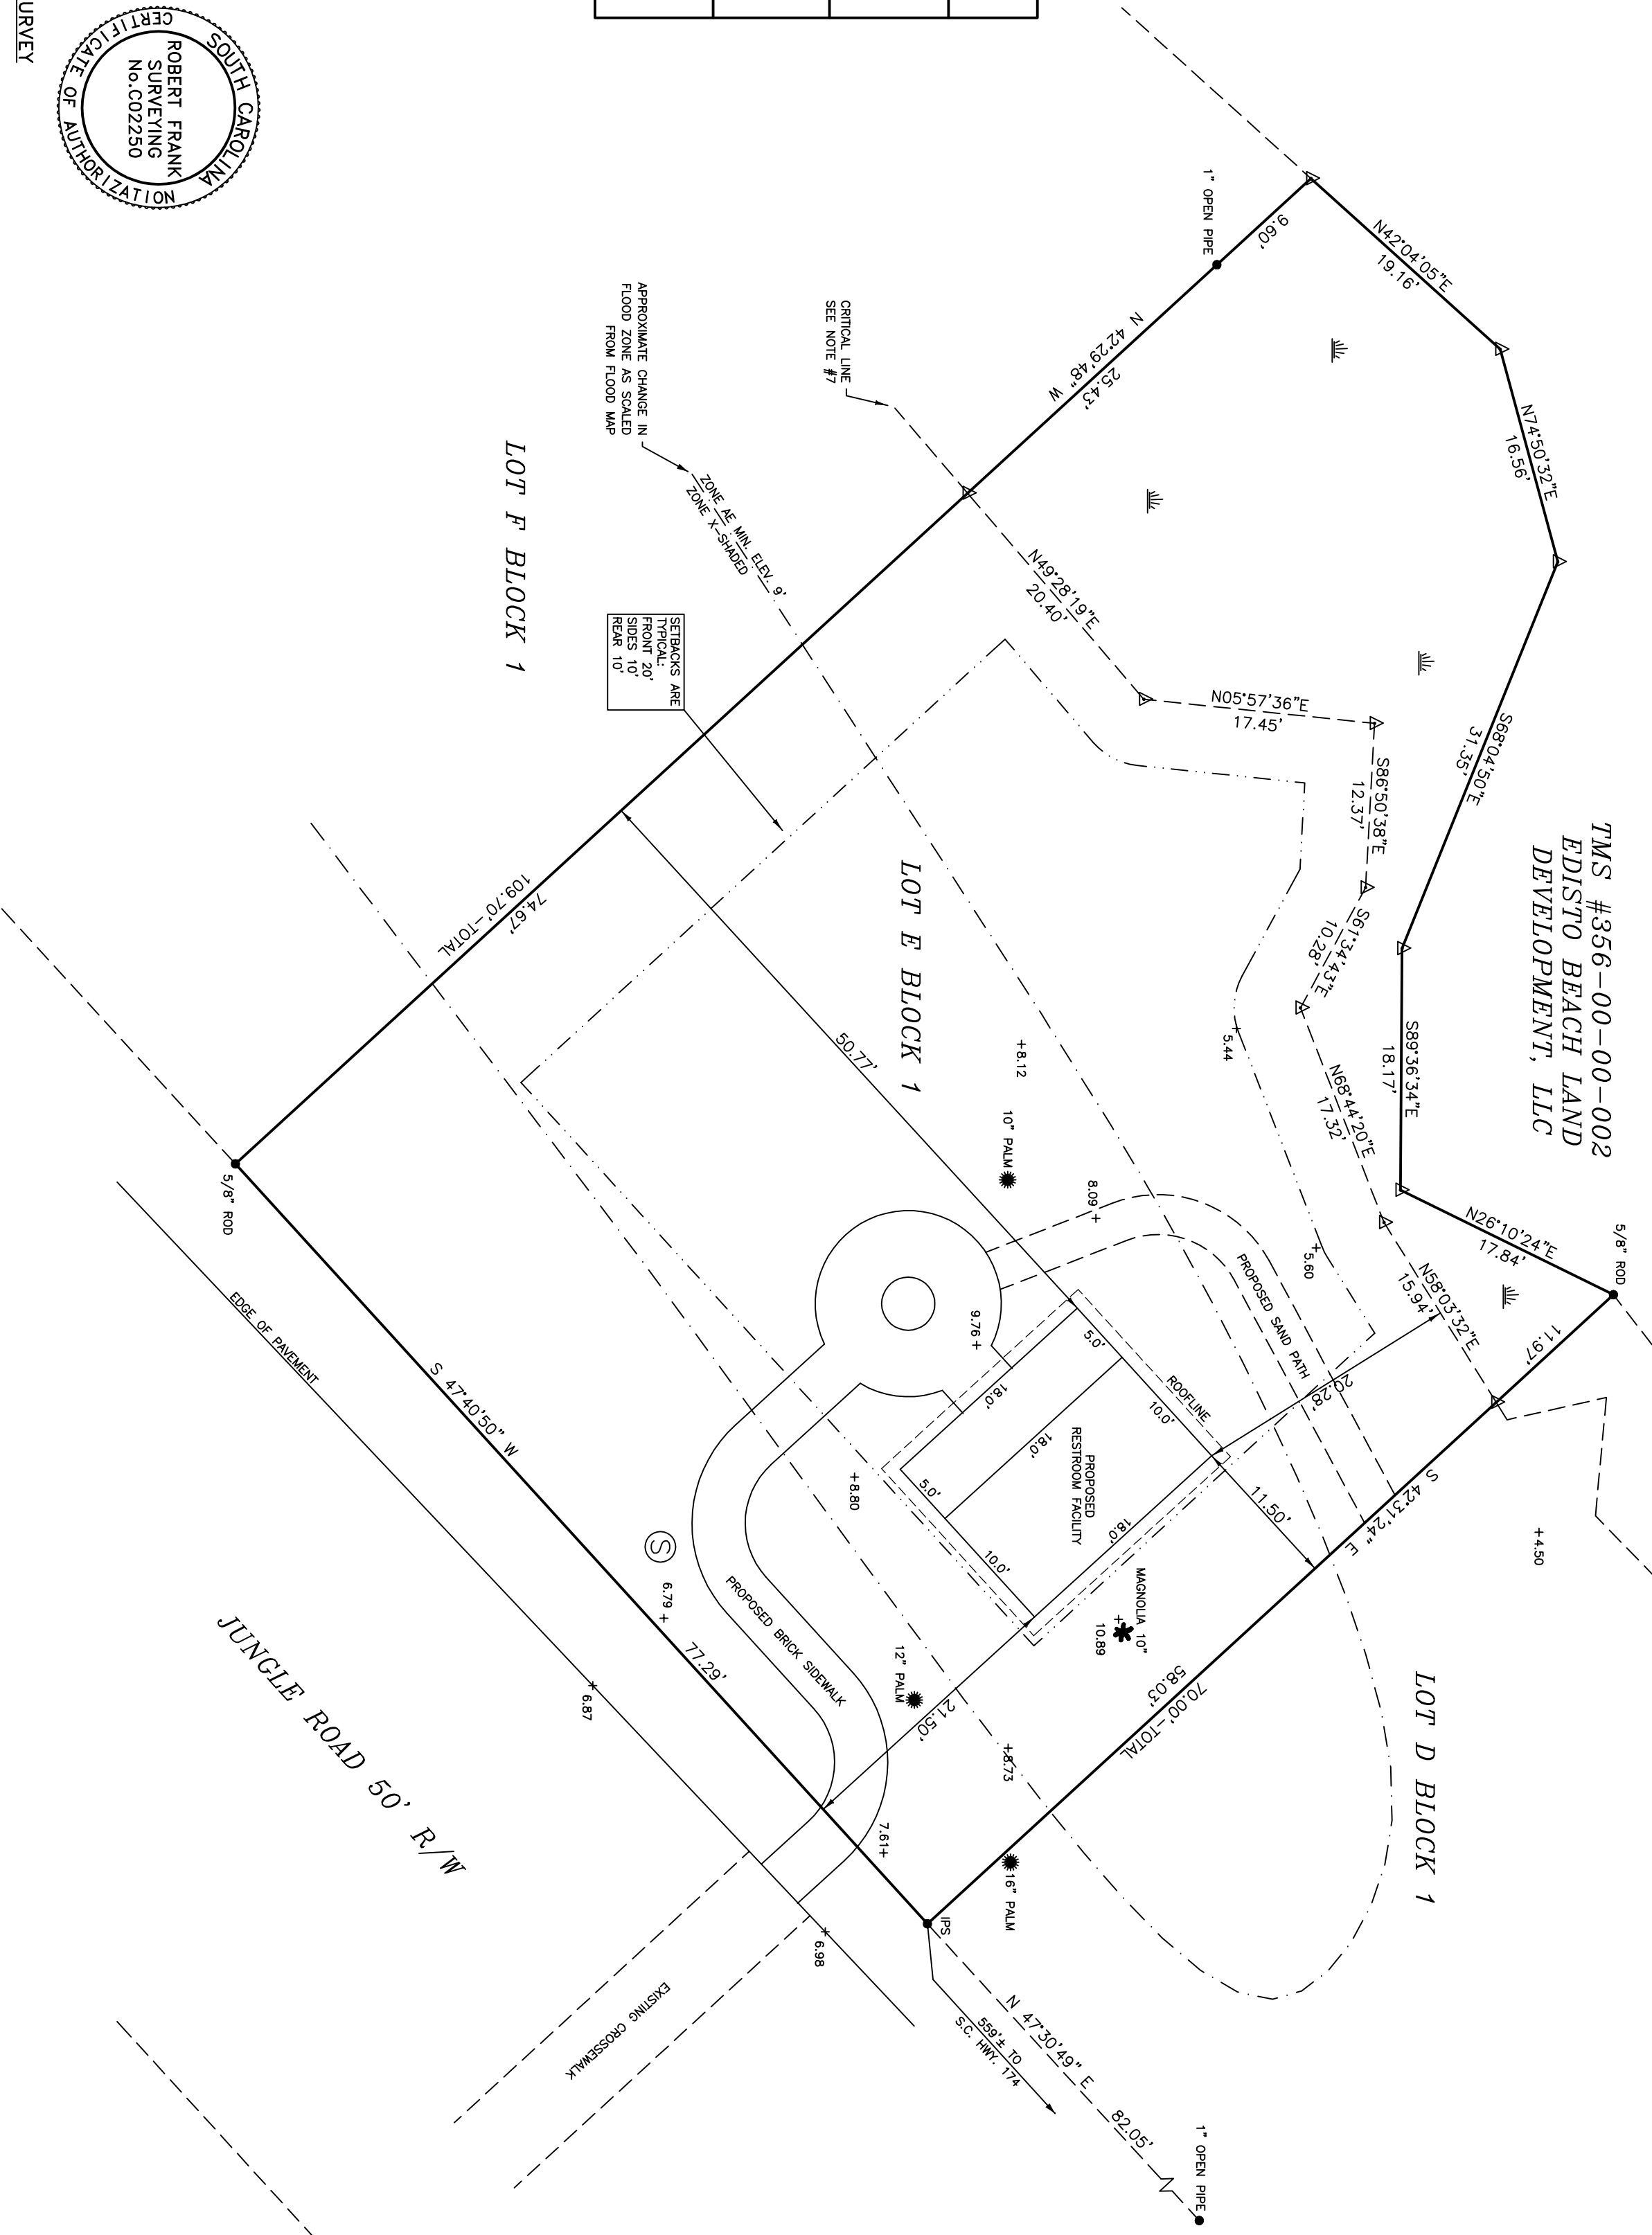 URVEY
SOUTH CAROLINA
CERTIFICATE OF AUTHORIZATION
ROBERT FRANK
SURVEYING
No.C02250
TMS #356-00-00-002
EDISTO BEACH LAND
DEVELOPMENT, LLC
1" OPEN PIPE
9.60'
N42°04'05"E
19.16'
N74°50'32"E
16.56'
S68°04'50"E
31.35'
S89°36'34"E
18.17'
N26°10'24"E
17.84'
5/8" ROD
11.97'
N 42°29'48" W
25.43'
CRITICAL LINE
SEE NOTE #7
APPROXIMATE CHANGE IN
FLOOD ZONE AS SCALED
FROM FLOOD MAP
ZONE AE MIN. ELEV. 9'
ZONE X-SHADED
N49°28'19"E
20.40'
N05°57'36"E
17.45'
S86°50'38"E
12.37'
S61°34'43"E
10.28'
N68°44'20"E
17.32'
N58°03'32"E
15.94'
LOT F BLOCK 1
SETBACKS ARE
TYPICAL:
FRONT 20'
SIDES 10'
REAR 10'
LOT E BLOCK 1
5.44
5.60
+8.12
10" PALM
8.09 +
9.76 +
50.77'
74.67'
109.70'-TOTAL
PROPOSED SAND PATH
20.28'
ROOFLINE
5.0'
10.0'
18.0'
18.0'
PROPOSED
RESTROOM FACILITY
18.0'
5.0'
10.0'
11.50'
S 42°31'24" E
+4.50
58.03'
70.00'-TOTAL
MAGNOLIA 10"
+
10.89
+8.80
12" PALM
21.50'
+8.73
LOT D BLOCK 1
16" PALM
7.61+
IPS
5/8" ROD
EDGE OF PAVEMENT
S 47°40'50" W
77.29'
S
6.79 +
PROPOSED BRICK SIDEWALK
+ 6.87
+ 6.98
JUNGLE ROAD 50' R/W
EXISTING CROSSEWALK
559'± TO
S.C. HWY. 174
N 47°30'49" E
82.05'
1" OPEN PIPE